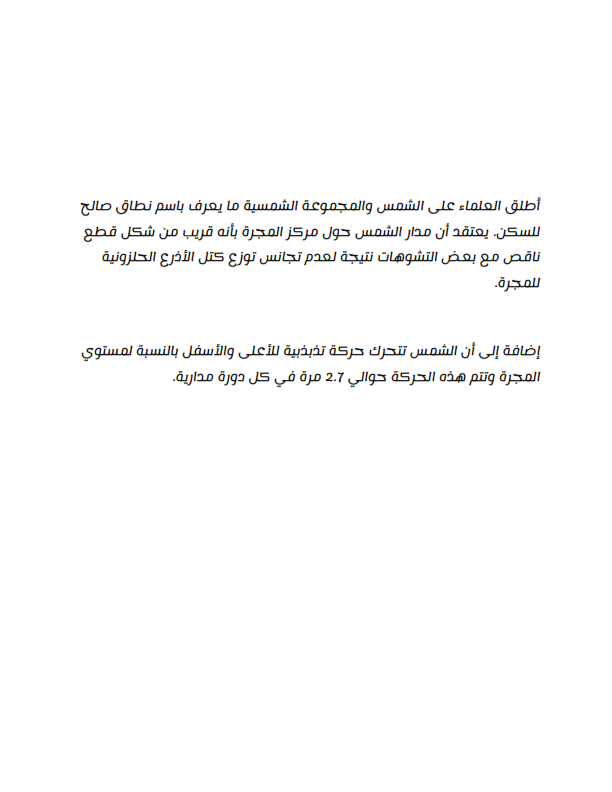 أطلق العلماء على الشمس والمجموعة الشمسية ما يعرف باسم نطاق صالح
للسكن. يعتقد أن مدار الشمس حول مركز المجرة بأنه قريب من شكل قطع
ناقص مع بعض التشوهات نتيجة لعدم تجانس توزع كتل الأذرع الحلزونية
للمجرة.
إضافة إلى أن الشمس تتحرك حركة تذبذبية للأعلى والأسفل بالنسبة لمستوي
المجرة وتتم هذه الحركة حوالي 2.7 مرة في كل دورة مدارية.